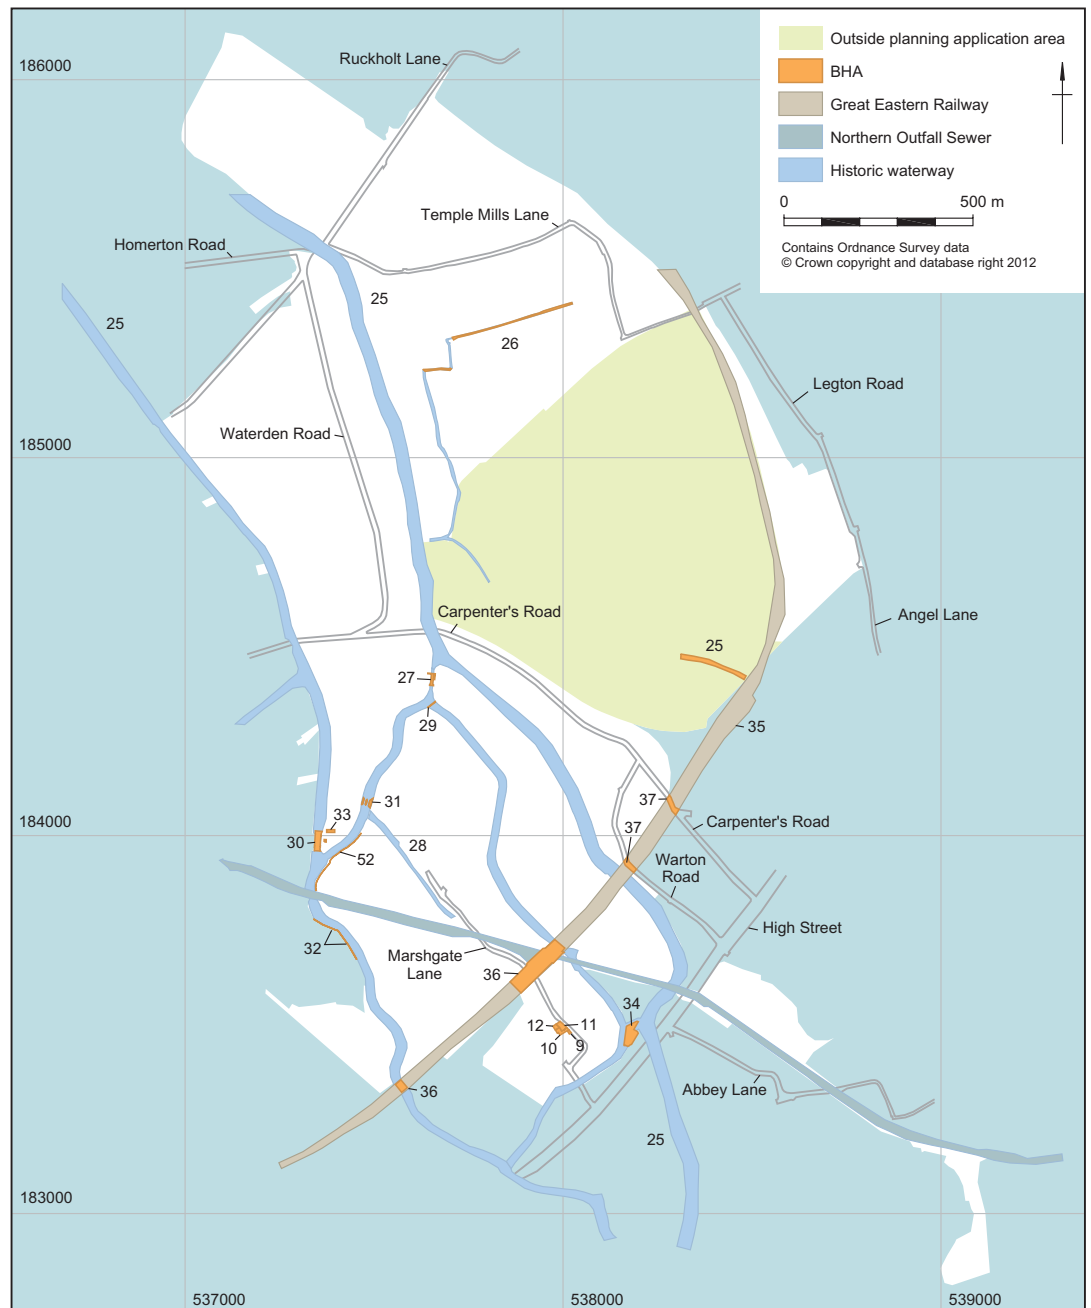 Outside planning application area
BHA
Great Eastern Railway
Northern Outfall Sewer
Historic waterway
0 500 m
Contains Ordnance Survey data
© Crown copyright and database right 2012
Ruckholt Lane
186000
Temple Mills Lane
Homerton Road
25
25
26
Legton Road
Waterden Road
185000
Carpenter's Road
Angel Lane
25
27
29
35
31
37
33
184000
37
Carpenter's Road
30
28
52
Warton
Road
High Street
32
Marshgate
Lane
36
34
12
11
10
9
36
Abbey Lane
25
183000
537000
538000
539000